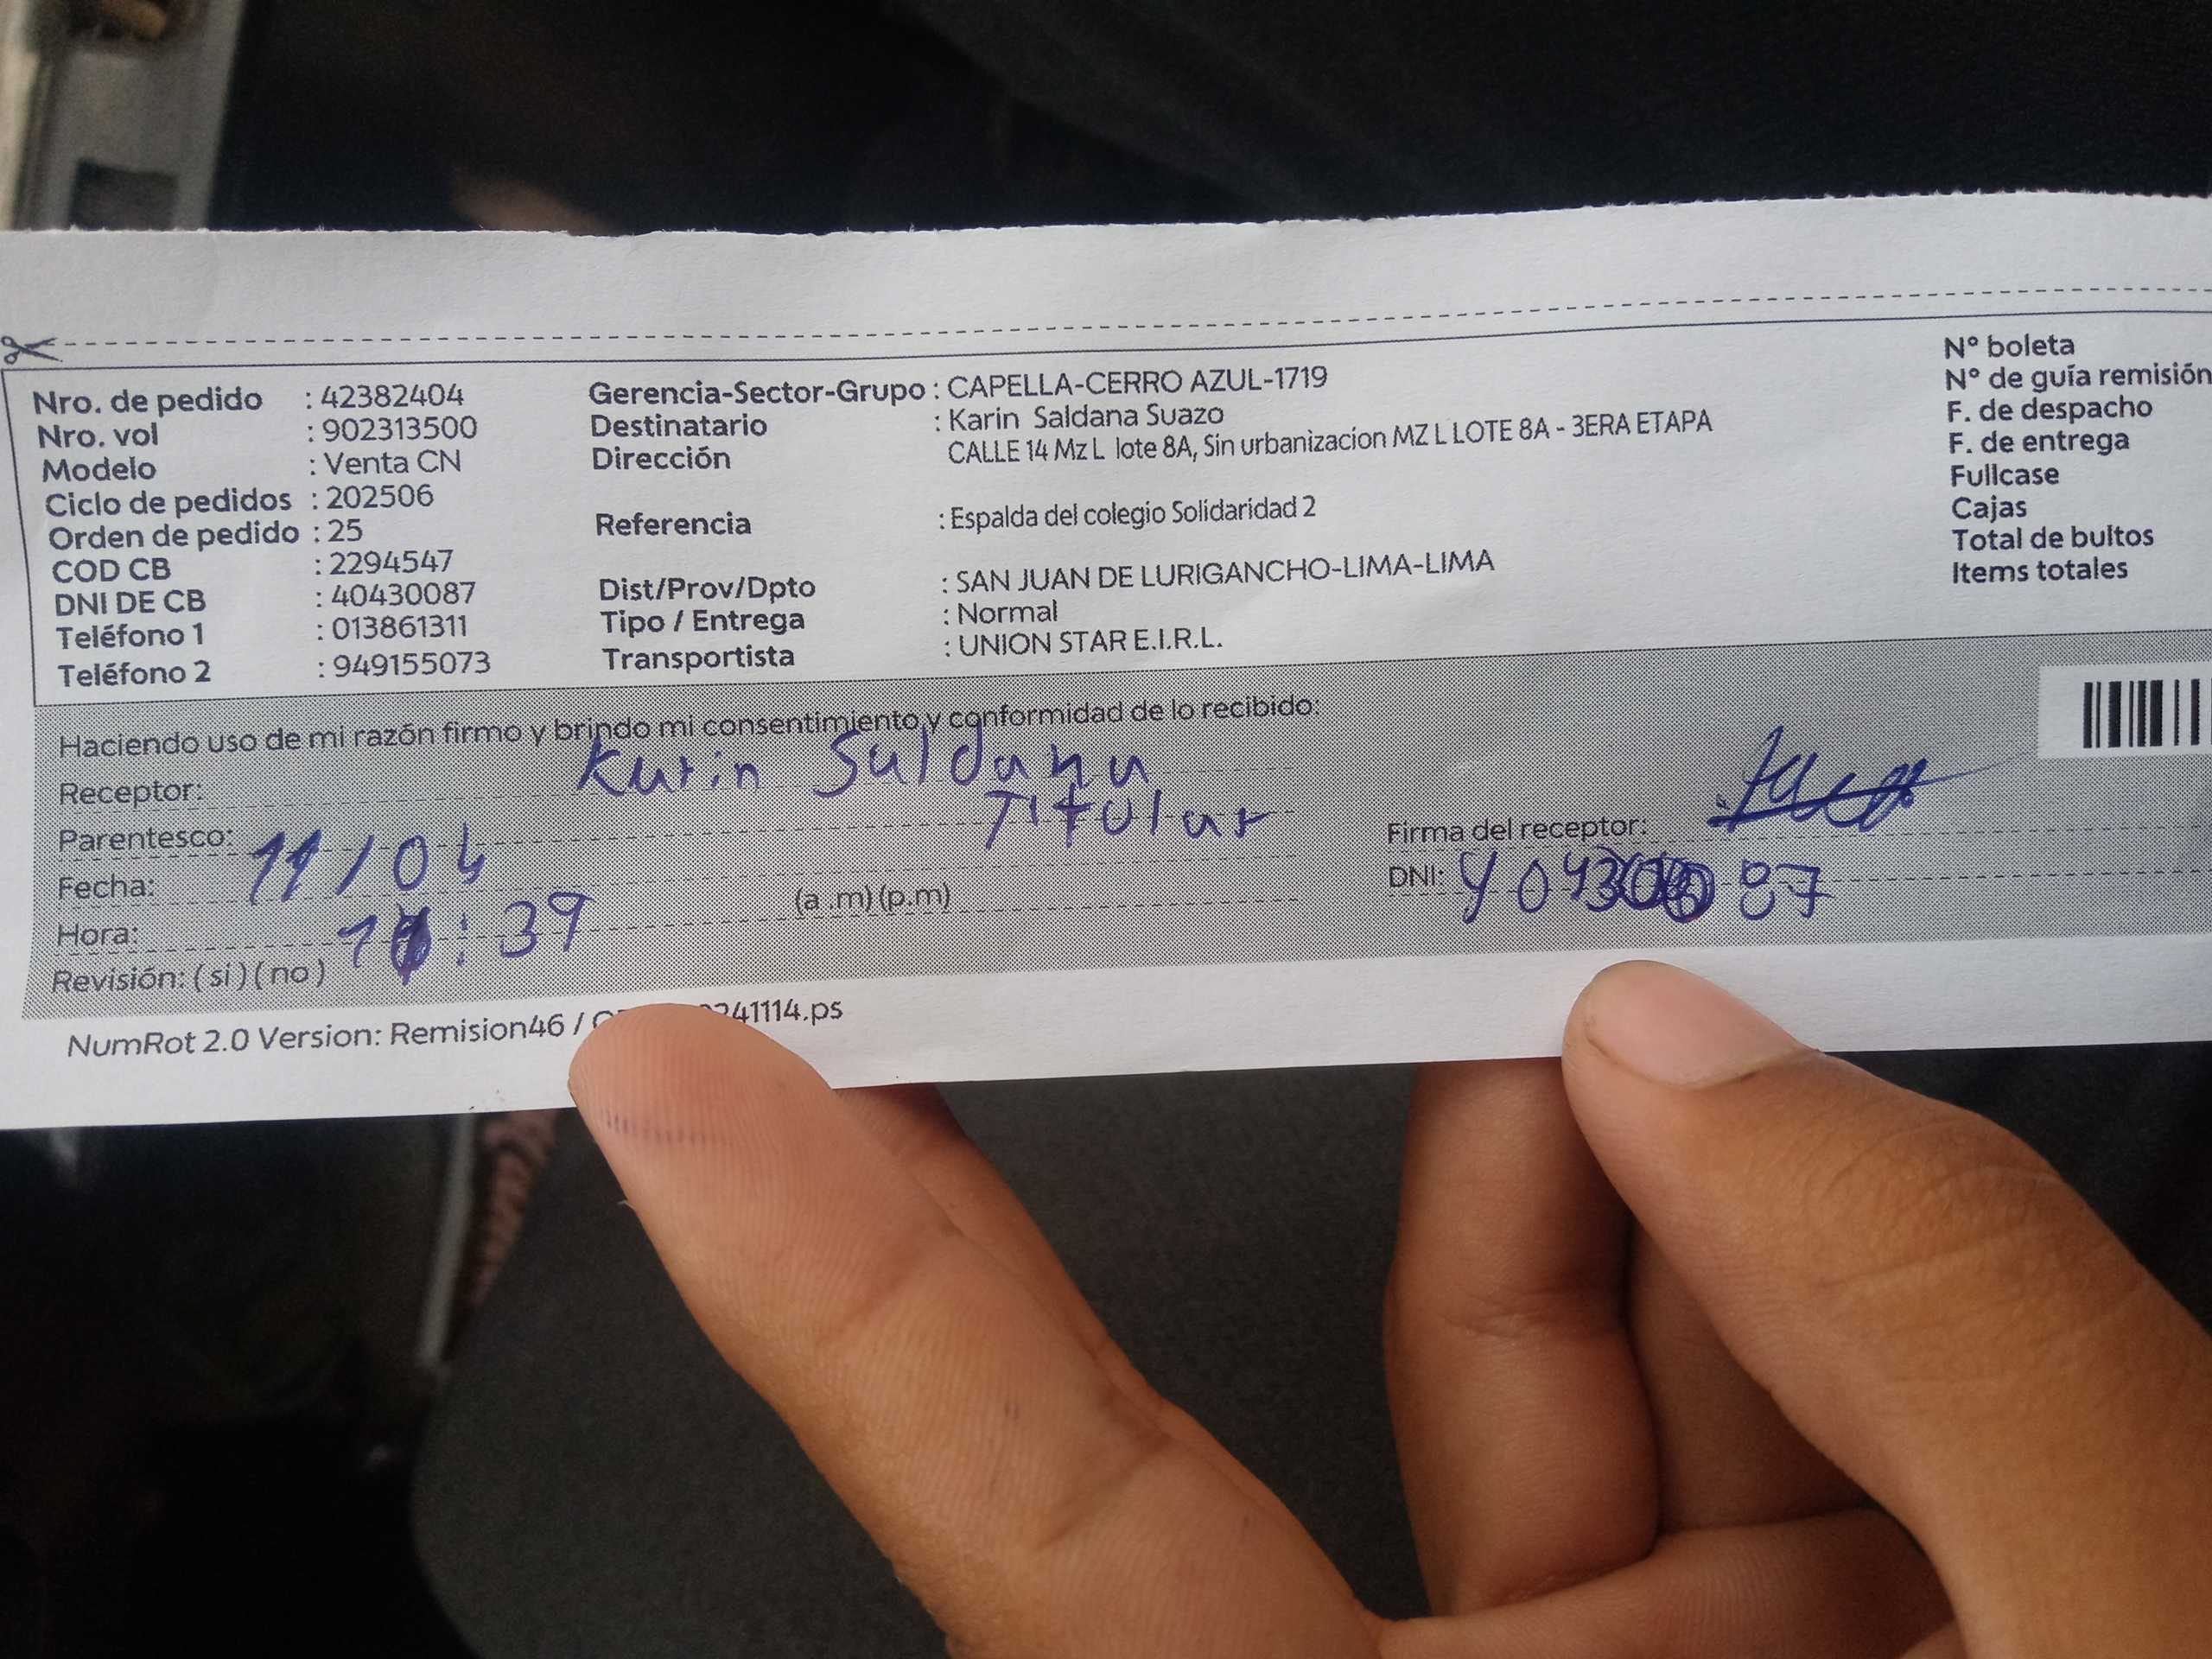 Nro. de pedido : 42382404
Nro. vol : 902313500
Modelo : Venta CN
Ciclo de pedidos : 202506
Orden de pedido : 25
COD CB : 2294547
DNI DE CB : 40430087
Teléfono 1 : 013861311
Teléfono 2 : 949155073
Gerencia-Sector-Grupo : CAPELLA-CERRO AZUL-1719
Destinatario : Karin Saldana Suazo
Dirección CALLE 14 Mz L lote 8A, Sin urbanizacion MZ L LOTE 8A - 3ERA ETAPA
Referencia : Espalda del colegio Solidaridad 2
Dist/Prov/Dpto : SAN JUAN DE LURIGANCHO-LIMA-LIMA
Tipo / Entrega : Normal
Transportista : UNION STAR E.I.R.L.
N° boleta
N° de guía remisión
F. de despacho
F. de entrega
Fullcase
Cajas
Total de bultos
Items totales
Haciendo uso de mi razón firmo y brindo mi consentimiento y conformidad de lo recibido:
Receptor: Karin Saldana
Parentesco: Titular
Fecha: 11/04
Hora: :39 (a .m) (p.m)
Revisión: ( si ) ( no )
Firma del receptor:
DNI: 40430087
NumRot 2.0 Version: Remision46 / 241114.ps